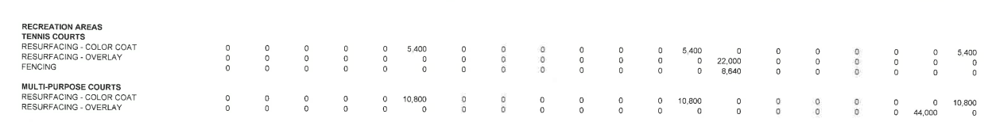 RECREATION AREAS
TENNIS COURTS
RESURFACING - COLOR COAT 0 0 0 0 0 5,400 0 0 0 0 0 0 5,400 0 0 0 0 0 0 5,400
RESURFACING - OVERLAY 0 0 0 0 0 0 0 0 0 0 0 0 0 22,000 0 0 0 0 0 0
FENCING 0 0 0 0 0 0 0 0 0 0 0 0 0 8,640 0 0 0 0 0 0
MULTI-PURPOSE COURTS
RESURFACING - COLOR COAT 0 0 0 0 0 10,800 0 0 0 0 0 0 10,800 0 0 0 0 0 0 10,800
RESURFACING - OVERLAY 0 0 0 0 0 0 0 0 0 0 0 0 0 0 0 0 0 0 44,000 0